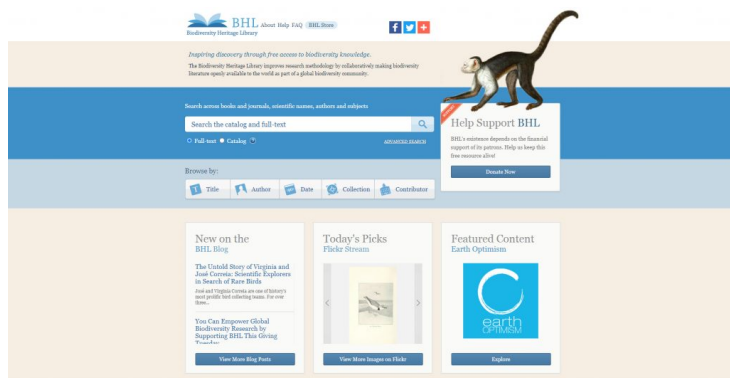 BHL About Help FAQ BHL Store
Biodiversity Heritage Library
Inspiring discovery through free access to biodiversity knowledge.
The Biodiversity Heritage Library improves research methodology by collaboratively making biodiversity
literature openly available to the world as part of a global biodiversity community.
Search across books and journals, scientific names, authors and subjects
Search the catalog and full-text
Full-text Catalog ?
ADVANCED SEARCH
Help Support BHL
BHL's existence depends on the financial
support of its patrons. Help us keep this
free resource alive!
Donate Now
Browse by:
Title Author Date Collection Contributor
New on the
BHL Blog
The Untold Story of Virginia and
José Correia: Scientific Explorers
in Search of Rare Birds
José and Virginia Correia are one of history's
most prolific bird collecting teams. For over
three...
You Can Empower Global
Biodiversity Research by
Supporting BHL This Giving
Tuesday
View More Blog Posts
Today's Picks
Flickr Stream
View More Images on Flickr
Featured Content
Earth Optimism
earth
OPTIMISM
Explore